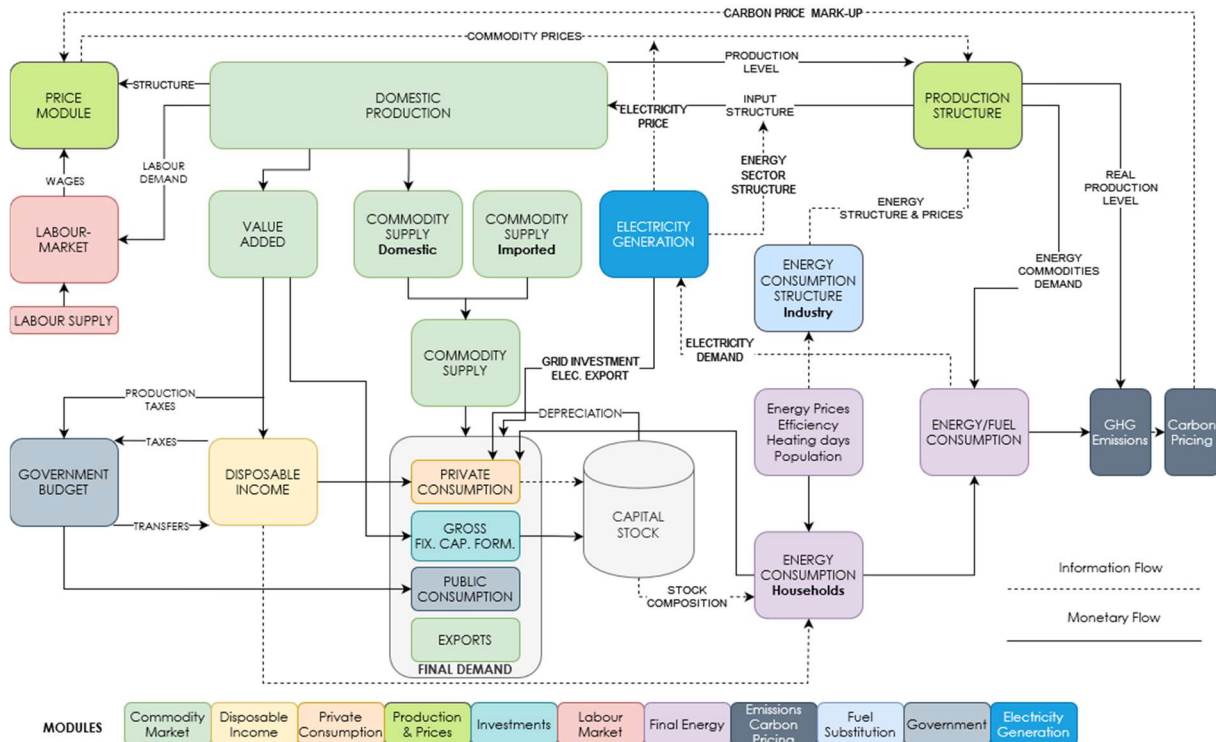 CARBON PRICE MARK-UP
COMMODITY PRICES
PRICE
MODULE
STRUCTURE
DOMESTIC
PRODUCTION
PRODUCTION
LEVEL
INPUT
STRUCTURE
PRODUCTION
STRUCTURE
ELECTRICITY
PRICE
LABOUR
DEMAND
WAGES
ENERGY
SECTOR
STRUCTURE
REAL
PRODUCTION
LEVEL
ENERGY
STRUCTURE & PRICES
LABOUR-
MARKET
VALUE
ADDED
COMMODITY
SUPPLY
Domestic
COMMODITY
SUPPLY
Imported
ELECTRICITY
GENERATION
ENERGY
CONSUMPTION
STRUCTURE
Industry
ENERGY
COMMODITIES
DEMAND
LABOUR SUPPLY
COMMODITY
SUPPLY
GRID INVESTMENT
ELEC. EXPORT
ELECTRICITY
DEMAND
PRODUCTION
TAXES
DEPRECIATION
Energy Prices
Efficiency
Heating days
Population
ENERGY/FUEL
CONSUMPTION
GHG
Emissions
Carbon
Pricing
TAXES
GOVERNMENT
BUDGET
DISPOSABLE
INCOME
PRIVATE
CONSUMPTION
TRANSFERS
GROSS
FIX. CAP. FORM.
CAPITAL
STOCK
PUBLIC
CONSUMPTION
STOCK
COMPOSITION
ENERGY
CONSUMPTION
Households
Information Flow
Monetary Flow
EXPORTS
FINAL DEMAND
MODULES
Commodity
Market
Disposable
Income
Private
Consumption
Production
& Prices
Investments
Labour
Market
Final Energy
Emissions
Carbon
Pricing
Fuel
Substitution
Government
Electricity
Generation